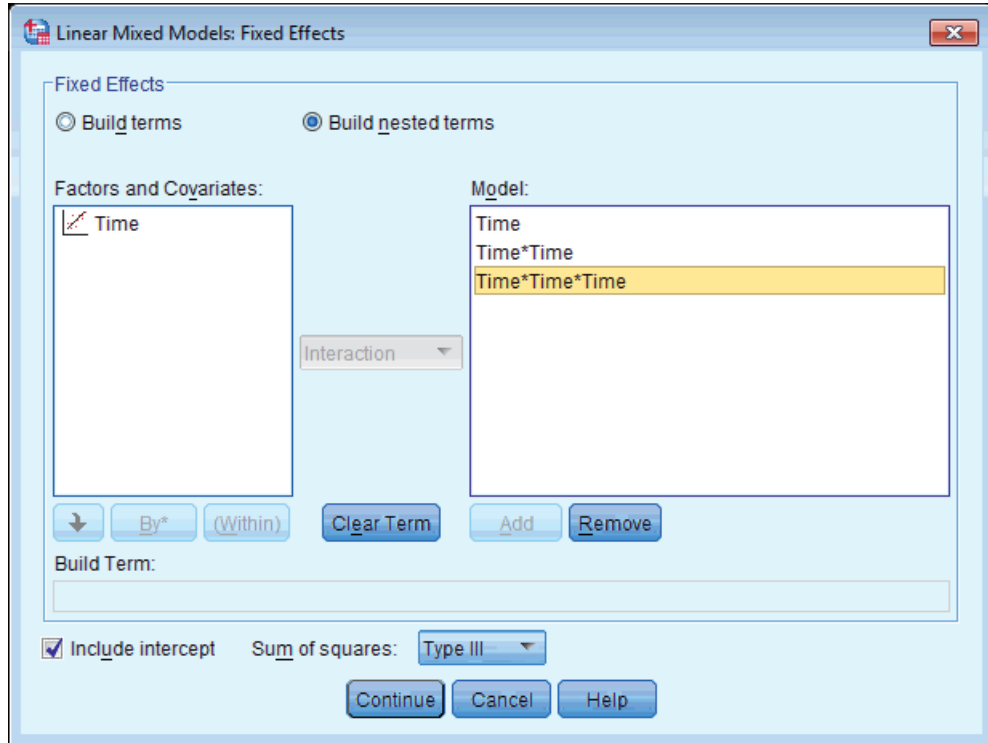 Linear Mixed Models: Fixed Effects
Fixed Effects
Build terms
Build nested terms
Factors and Covariates:
Model:
Time
Time
Time*Time
Time*Time*Time
Interaction
By*
(Within)
Clear Term
Add
Remove
Build Term:
Include intercept
Sum of squares:
Type III
Continue
Cancel
Help